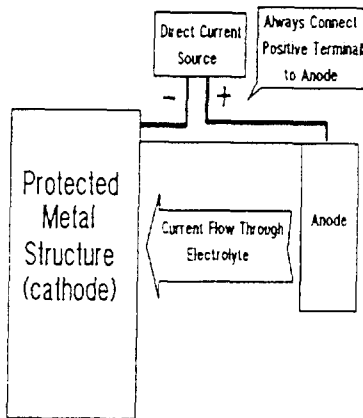 Direct Current
Source
Always Connect
Positive Terminal
to Anode
- +
Protected
Metal
Structure
(cathode)
Current Flow Through
Electrolyte
Anode